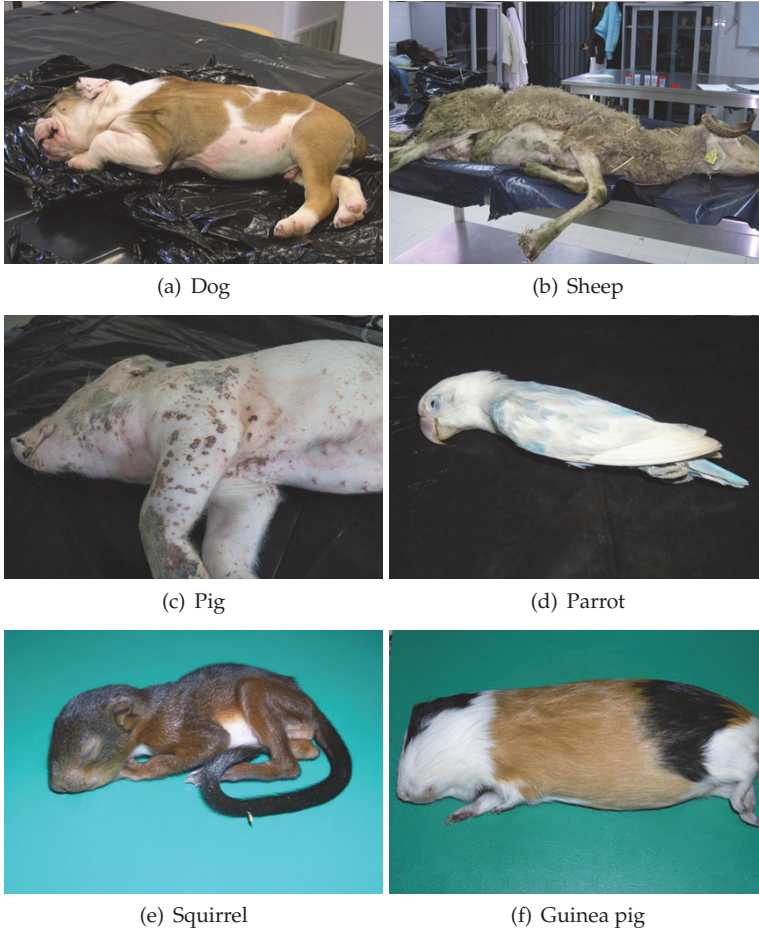 (a) Dog
(b) Sheep
(c) Pig
(d) Parrot
(e) Squirrel
(f) Guinea pig